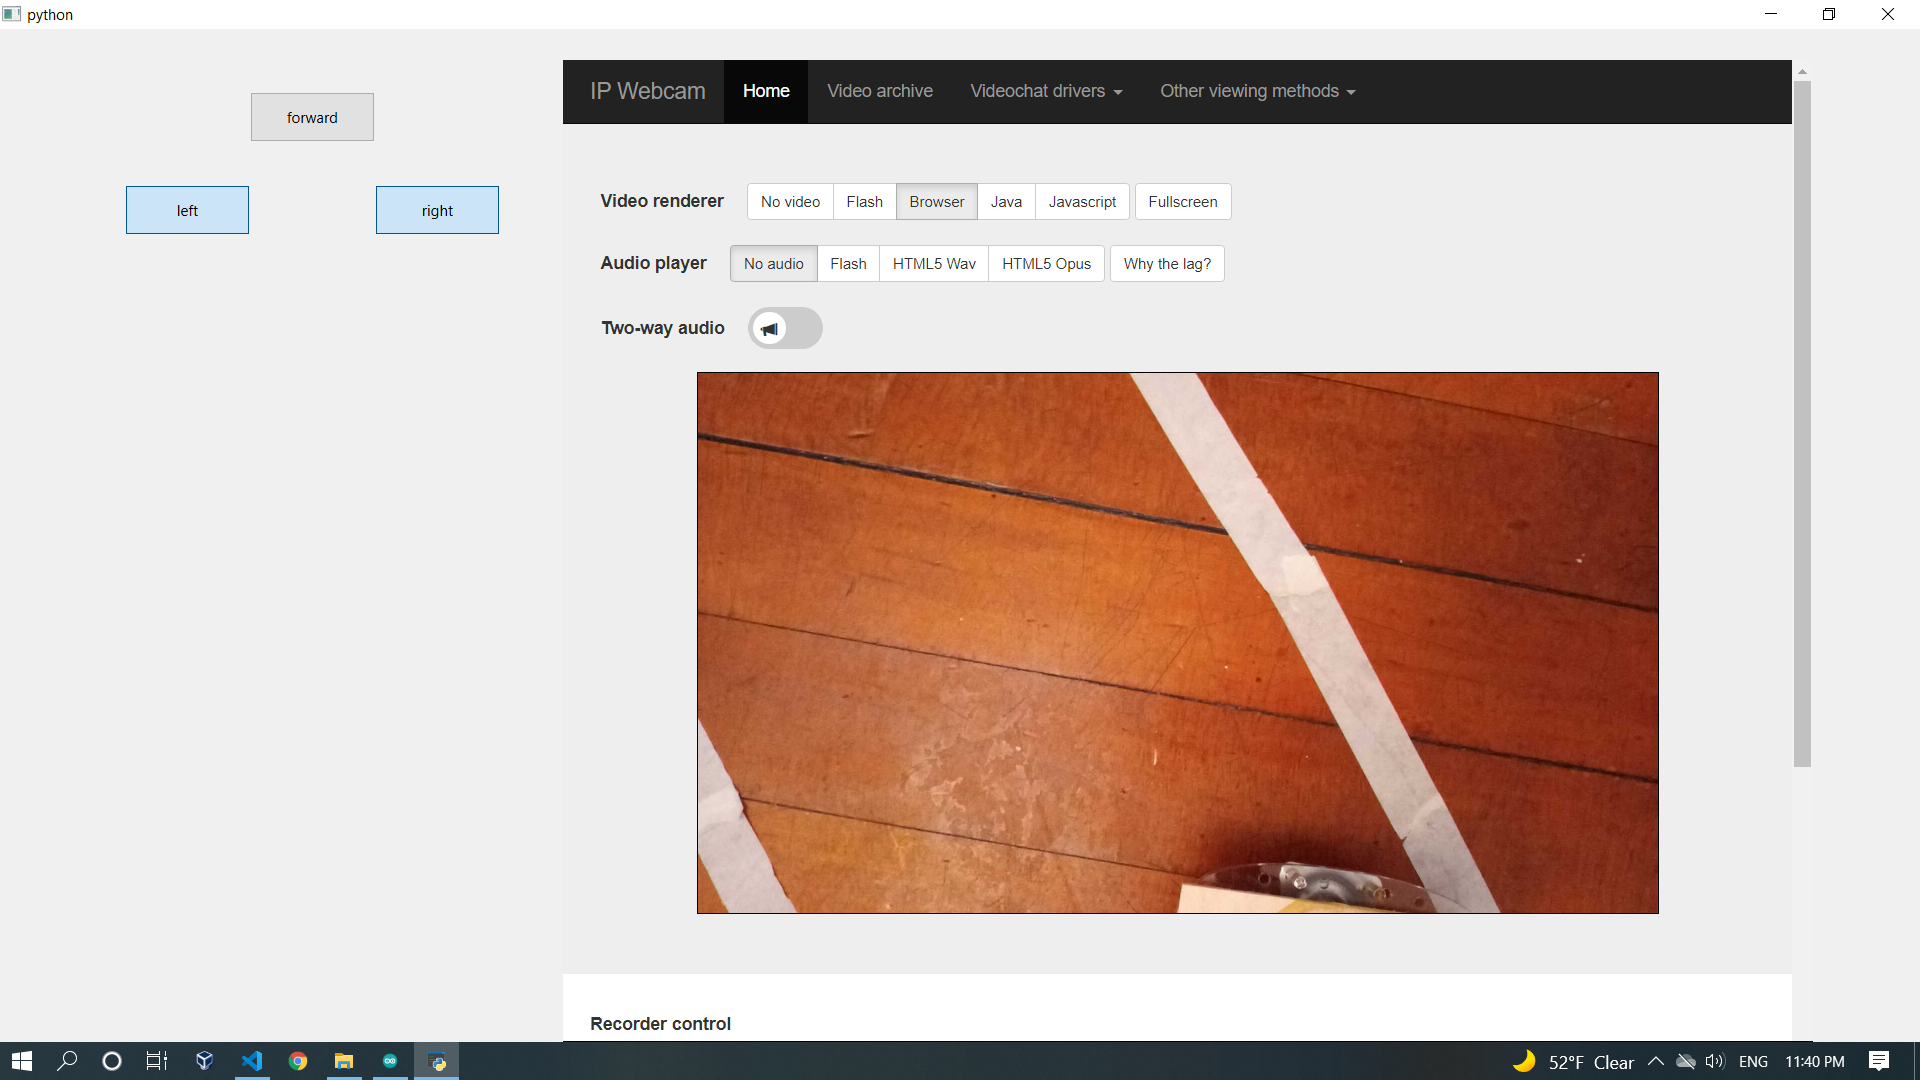 python
forward
left
right
IP Webcam Home Video archive Videochat drivers Other viewing methods
Video renderer No video Flash Browser Java Javascript Fullscreen
Audio player No audio Flash HTML5 Wav HTML5 Opus Why the lag?
Two-way audio
Recorder control
52°F Clear ENG 11:40 PM